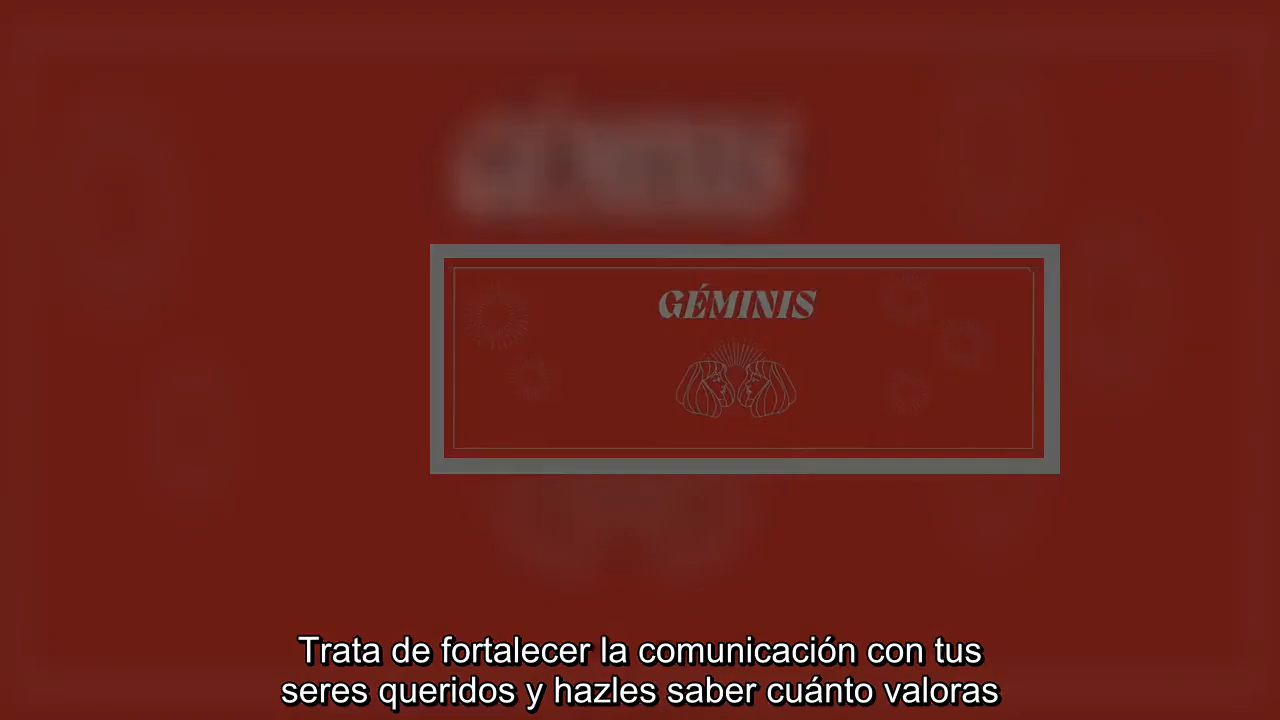 GÉMINIS
Trata de fortalecer la comunicación con tus
seres queridos y hazles saber cuánto valoras